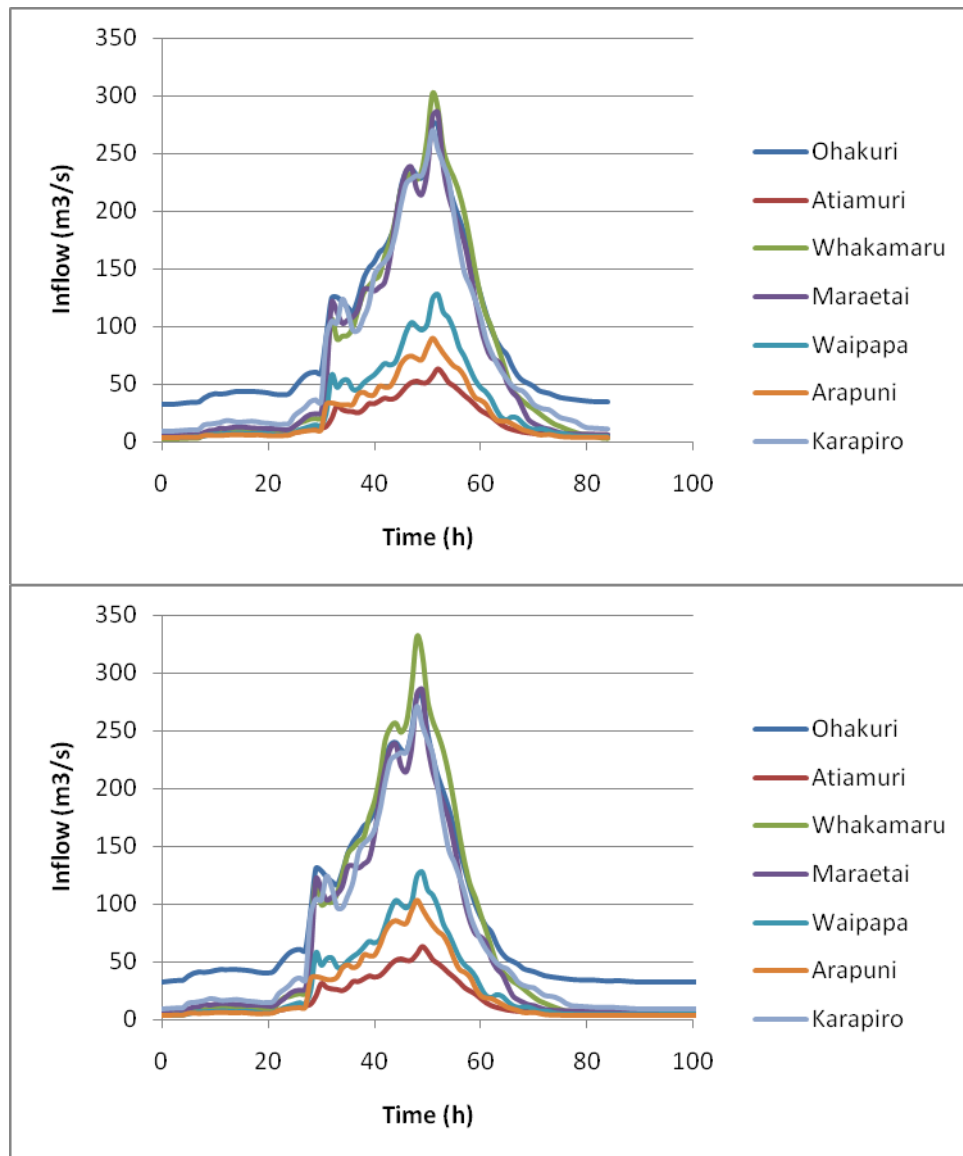 350
300
250
200
150
100
50
0
Inflow (m3/s)
0 20 40 60 80 100
Time (h)
Ohakuri
Atiamuri
Whakamaru
Maraetai
Waipapa
Arapuni
Karapiro
350
300
250
200
150
100
50
0
Inflow (m3/s)
0 20 40 60 80 100
Time (h)
Ohakuri
Atiamuri
Whakamaru
Maraetai
Waipapa
Arapuni
Karapiro